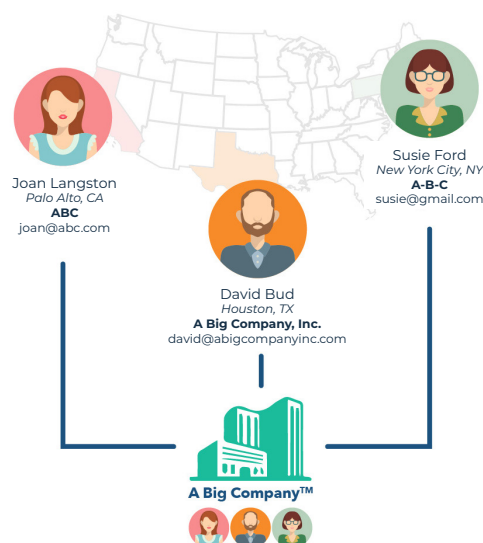 Joan Langston
Palo Alto, CA
ABC
joan@abc.com
Susie Ford
New York City, NY
A-B-C
susie@gmail.com
David Bud
Houston, TX
A Big Company, Inc.
david@abigcompanyinc.com
A Big Company™